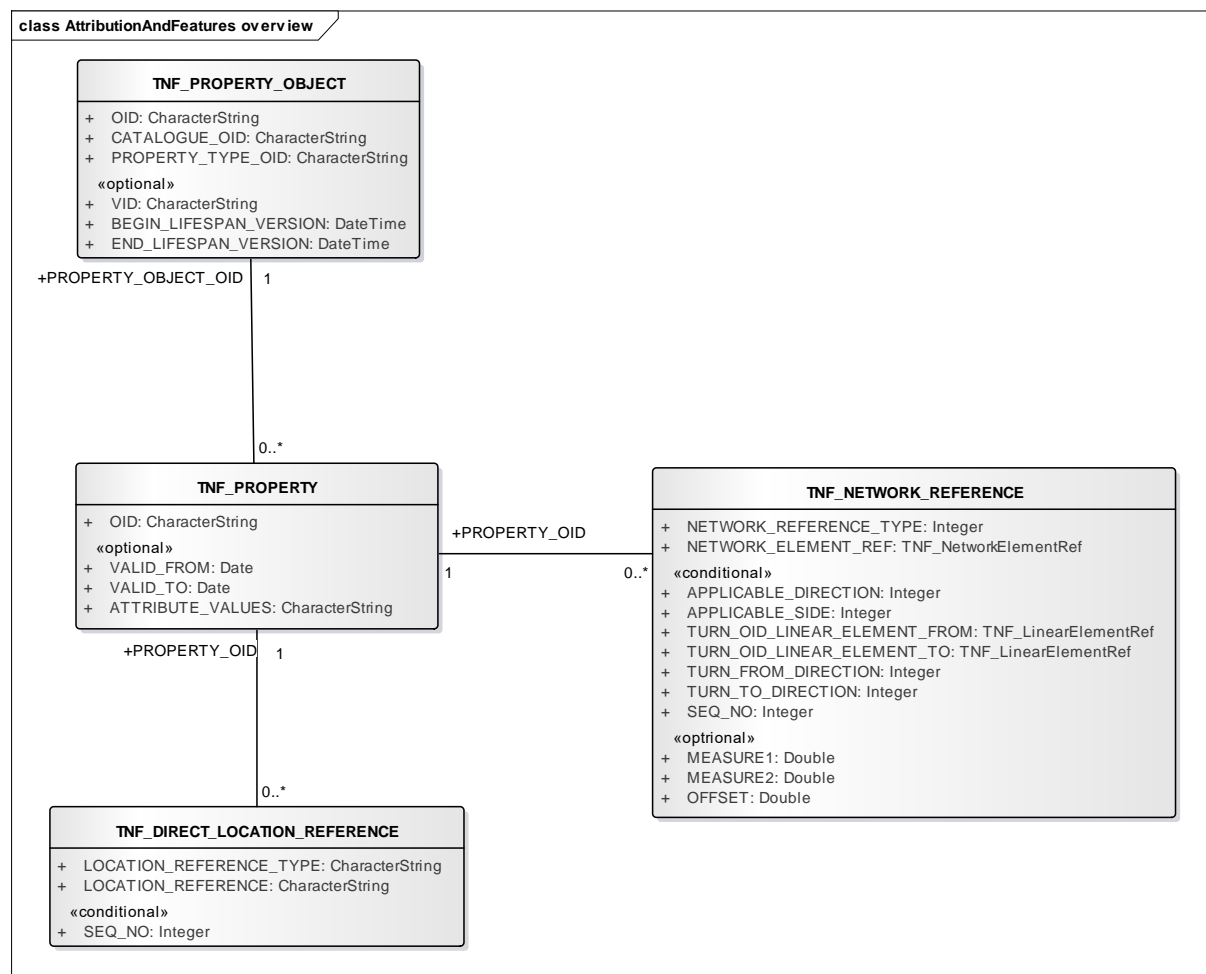 class AttributionAndFeatures overview
TNF_PROPERTY_OBJECT
+ OID: CharacterString
+ CATALOGUE_OID: CharacterString
+ PROPERTY_TYPE_OID: CharacterString
«optional»
+ VID: CharacterString
+ BEGIN_LIFESPAN_VERSION: DateTime
+ END_LIFESPAN_VERSION: DateTime
+PROPERTY_OBJECT_OID 1
0..*
TNF_PROPERTY
+ OID: CharacterString
«optional»
+ VALID_FROM: Date
+ VALID_TO: Date
+ ATTRIBUTE_VALUES: CharacterString
+PROPERTY_OID
1 0..*
TNF_NETWORK_REFERENCE
+ NETWORK_REFERENCE_TYPE: Integer
+ NETWORK_ELEMENT_REF: TNF_NetworkElementRef
«conditional»
+ APPLICABLE_DIRECTION: Integer
+ APPLICABLE_SIDE: Integer
+ TURN_OID_LINEAR_ELEMENT_FROM: TNF_LinearElementRef
+ TURN_OID_LINEAR_ELEMENT_TO: TNF_LinearElementRef
+ TURN_FROM_DIRECTION: Integer
+ TURN_TO_DIRECTION: Integer
+ SEQ_NO: Integer
«optrional»
+ MEASURE1: Double
+ MEASURE2: Double
+ OFFSET: Double
+PROPERTY_OID 1
0..*
TNF_DIRECT_LOCATION_REFERENCE
+ LOCATION_REFERENCE_TYPE: CharacterString
+ LOCATION_REFERENCE: CharacterString
«conditional»
+ SEQ_NO: Integer